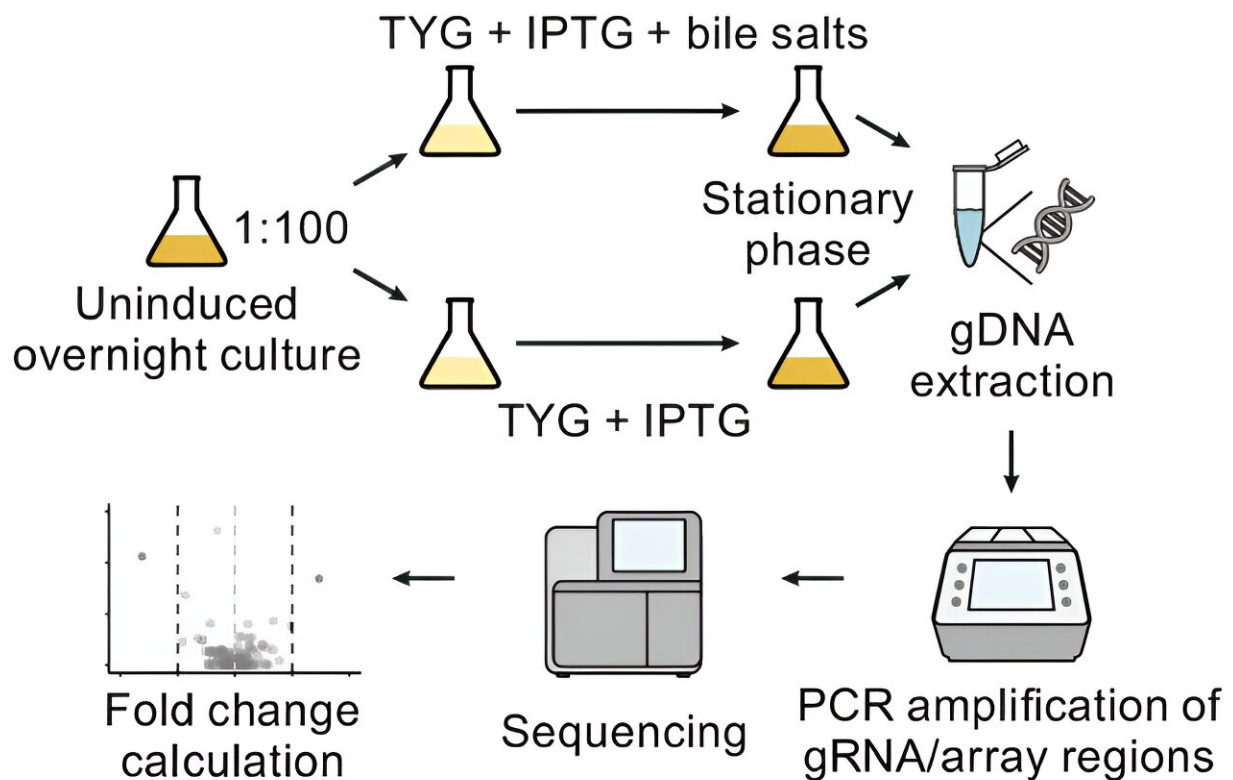 TYG + IPTG + bile salts
1:100
Uninduced
overnight culture
Stationary
phase
TYG + IPTG
gDNA
extraction
PCR amplification of
gRNA/array regions
Sequencing
Fold change
calculation